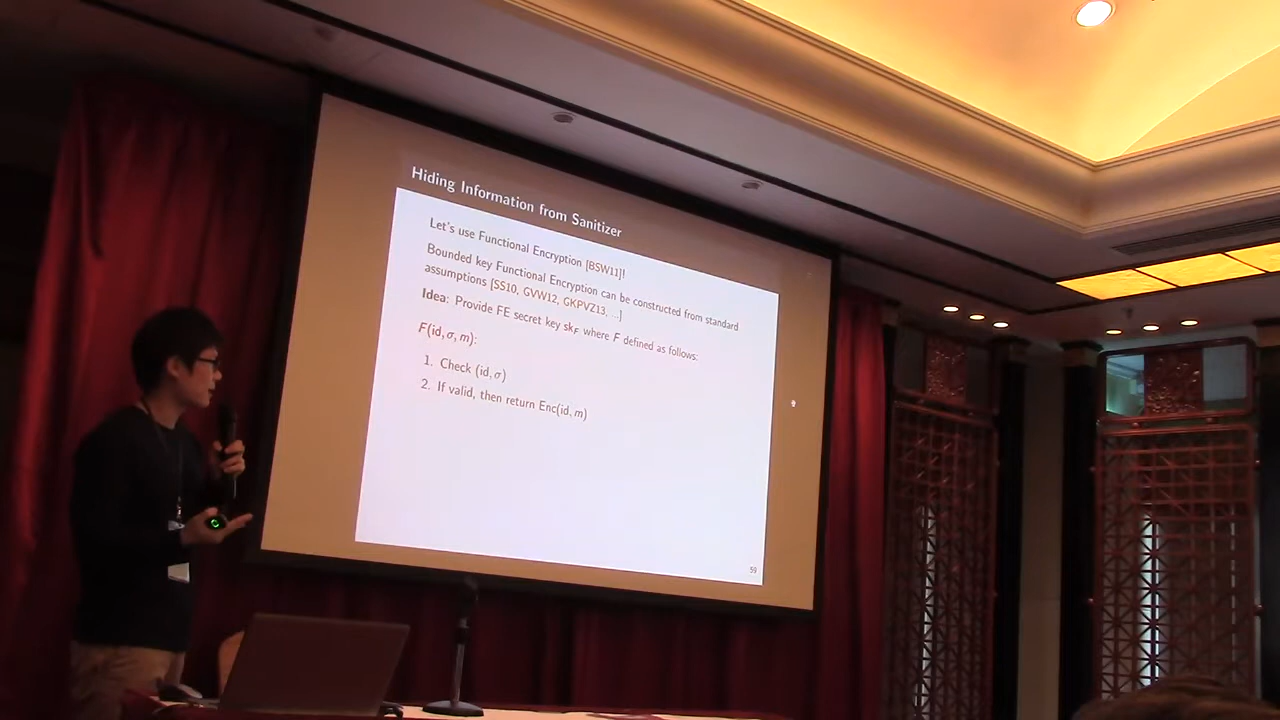 Hiding Information from Sanitizer
Let's use Functional Encryption [BSW11]!
Bounded key Functional Encryption can be constructed from standard
assumptions [SS10, GVW12, GKPVZ13, ...]
Idea: Provide FE secret key sk_F where F defined as follows:
F(id, σ, m):
1. Check (id, σ)
2. If valid, then return Enc(id, m)
59